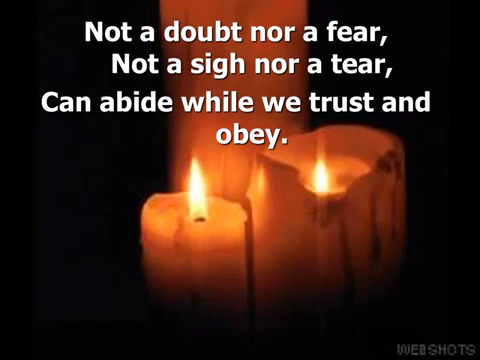 Not a doubt nor a fear,
Not a sigh nor a tear,
Can abide while we trust and
obey.
WEBSHOTS